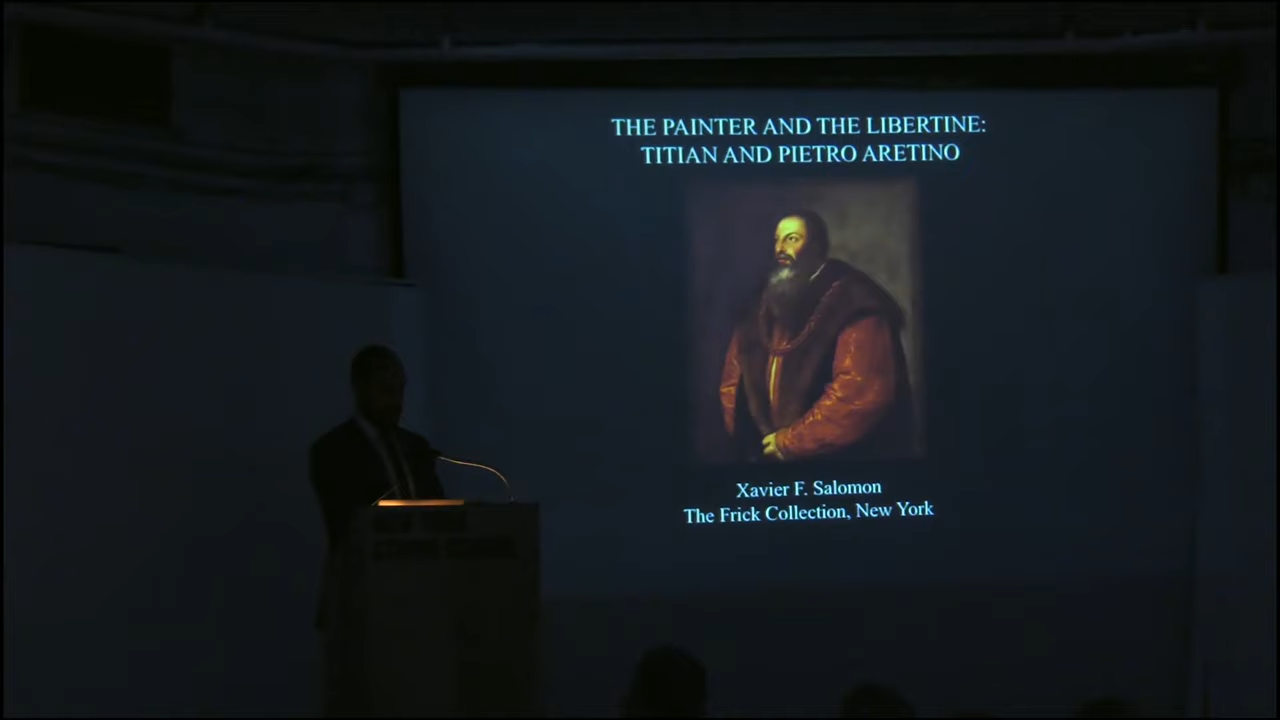 THE PAINTER AND THE LIBERTINE:
TITIAN AND PIETRO ARETINO
Xavier F. Salomon
The Frick Collection, New York